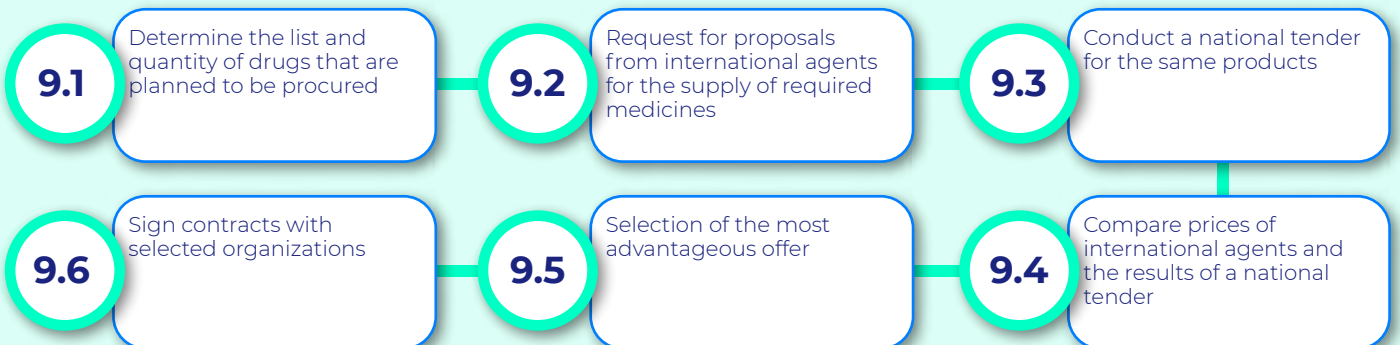 9.1
Determine the list and
quantity of drugs that are
planned to be procured
9.2
Request for proposals
from international agents
for the supply of required
medicines
9.3
Conduct a national tender
for the same products
9.4
Compare prices of
international agents and
the results of a national
tender
9.5
Selection of the most
advantageous offer
9.6
Sign contracts with
selected organizations